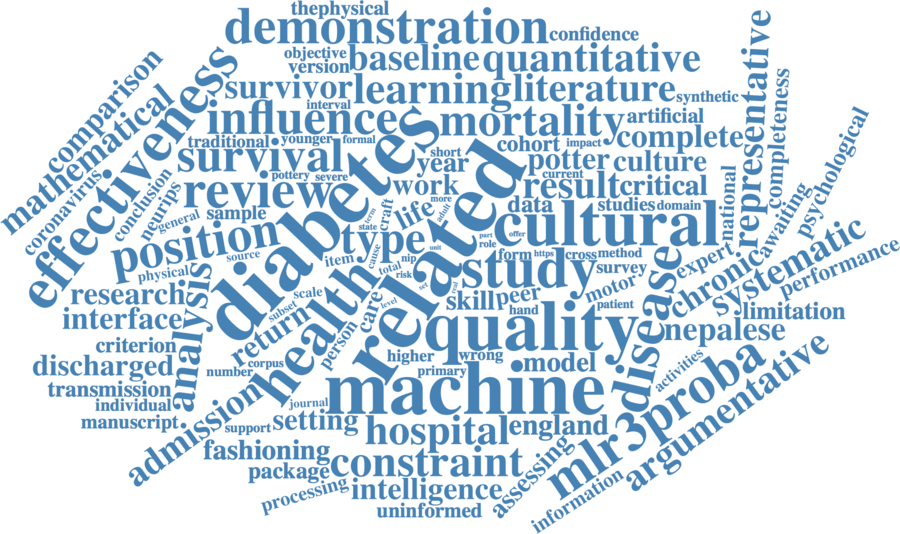 thephysical
demonstration
confidence
objective
baseline
quantitative
version
survivor
learning
literature
synthetic
comparison
mathematical
effectiveness
influences
interval
mortality
artificial
representative
completeness
traditional
younger
formal
cohort
impact
complete
survival
diabetes
short
year
potter
culture
psychological
coronavirus
conclusion
neurips
pottery
severe
review
work
current
result
critical
general
sample
craft
life
more
adult
related
data
studies
domain
national
awaiting
position
source
term
state
type
cultural
part
role
offer
physical
item
cause
nip
unit
form
https
cross
method
expert
chronic
systematic
performance
research
analysis
scale
subset
total
risk
study
survey
motor
interface
return
health
person
care
level
set
real
skill
peer
hand
patient
disease
limitation
criterion
quality
nepalese
discharged
number
corpus
higher
wrong
primary
model
activities
transmission
individual
manuscript
admission
journal
machine
mlr3proba
argumentative
support
setting
hospital
england
fashioning
package
constraint
assessing
processing
intelligence
information
uninformed